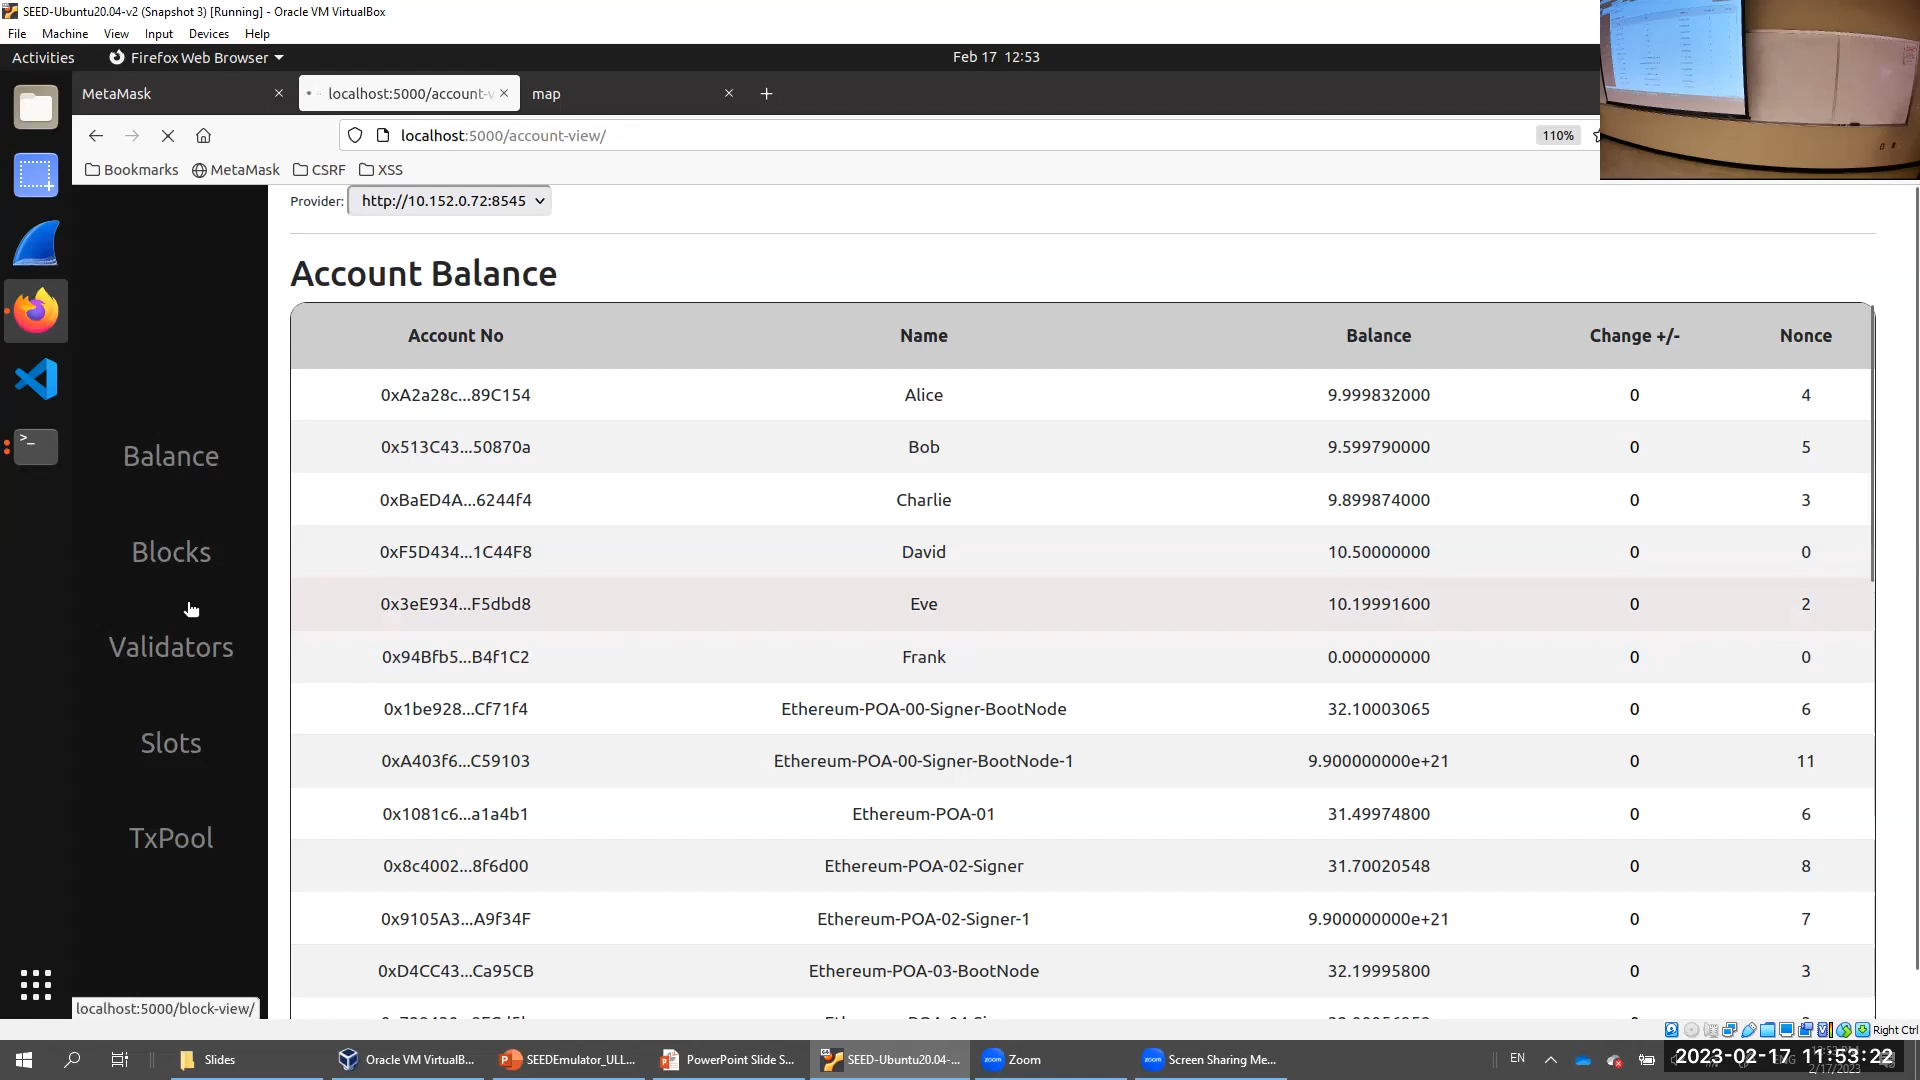 SEED-Ubuntu20.04-v2 (Snapshot 3) [Running] - Oracle VM VirtualBox
File Machine View Input Devices Help
Activities Firefox Web Browser Feb 17 12:53
MetaMask localhost:5000/account-v map
localhost:5000/account-view/ 110%
Bookmarks MetaMask CSRF XSS
Provider: http://10.152.0.72:8545
Account Balance
Account No Name Balance Change +/- Nonce
0xA2a28c...89C154 Alice 9.999832000 0 4
0x513C43...50870a Bob 9.599790000 0 5
0xBaED4A...6244f4 Charlie 9.899874000 0 3
0xF5D434...1C44F8 David 10.50000000 0 0
0x3eE934...F5dbd8 Eve 10.19991600 0 2
0x94Bfb5...B4f1C2 Frank 0.000000000 0 0
0x1be928...Cf71f4 Ethereum-POA-00-Signer-BootNode 32.10003065 0 6
0xA403f6...C59103 Ethereum-POA-00-Signer-BootNode-1 9.900000000e+21 0 11
0x1081c6...a1a4b1 Ethereum-POA-01 31.49974800 0 6
0x8c4002...8f6d00 Ethereum-POA-02-Signer 31.70020548 0 8
0x9105A3...A9f34F Ethereum-POA-02-Signer-1 9.900000000e+21 0 7
0xD4CC43...Ca95CB Ethereum-POA-03-BootNode 32.19995800 0 3
Balance
Blocks
Validators
Slots
TxPool
localhost:5000/block-view/
Right Ctrl
Slides Oracle VM VirtualB... SEEDEmulator_ULL... PowerPoint Slide S... SEED-Ubuntu20.04-... Zoom Screen Sharing Me... EN
2023-02-17 11:53:22
2/17/2023